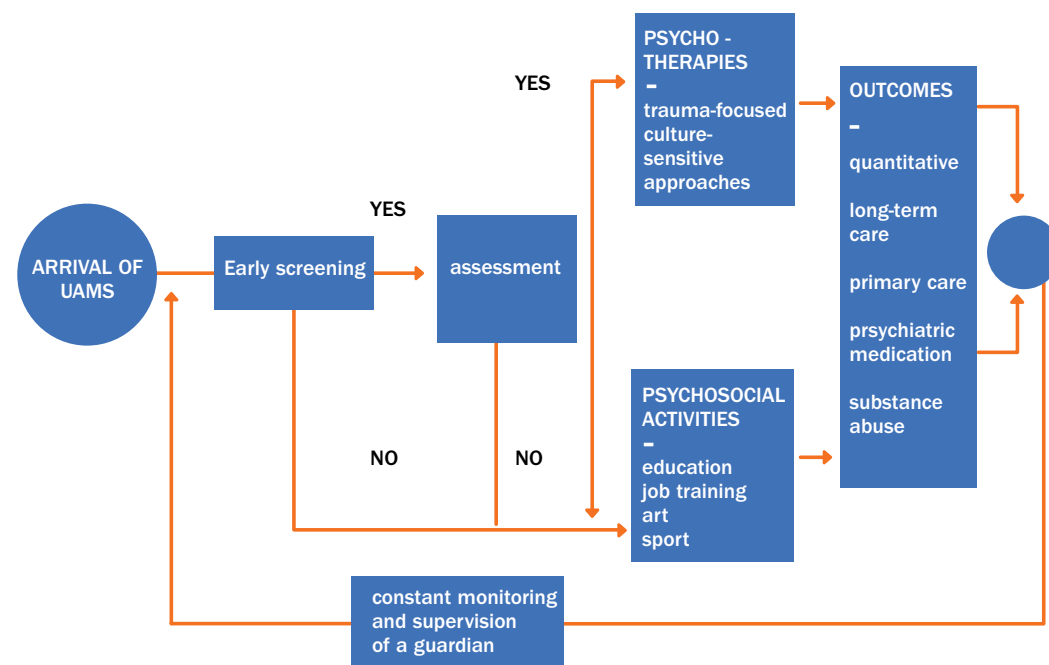 ARRIVAL OF
UAMS
Early screening
YES
assessment
NO
NO
YES
PSYCHO -
THERAPIES
–
trauma-focused
culture-
sensitive
approaches
PSYCHOSOCIAL
ACTIVITIES
–
education
job training
art
sport
OUTCOMES
–
quantitative
long-term
care
primary care
prsychiatric
medication
substance
abuse
constant monitoring
and supervision
of a guardian